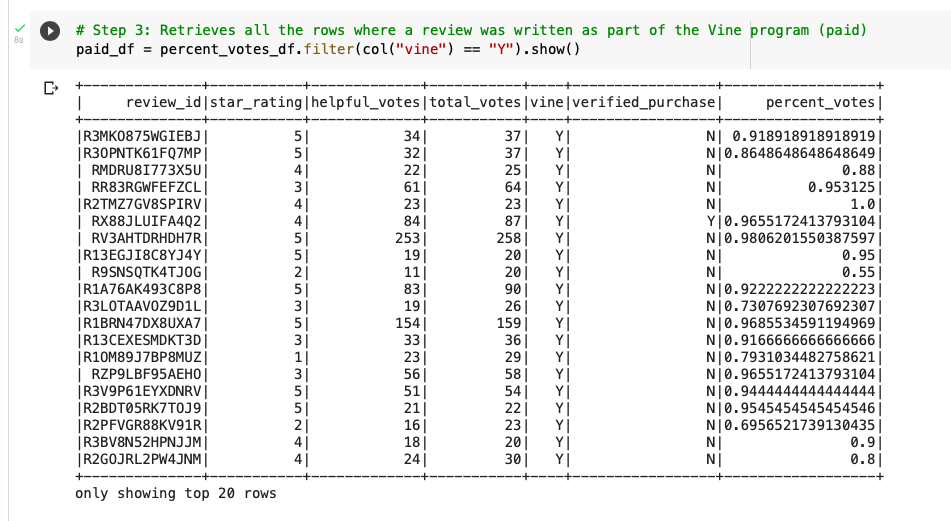 8s
# Step 3: Retrieves all the rows where a review was written as part of the Vine program (paid)
paid_df = percent_votes_df.filter(col("vine") == "Y").show()
+--------------+-----------+-------------+-----------+----+-----------------+------------------+
|     review_id|star_rating|helpful_votes|total_votes|vine|verified_purchase|     percent_votes|
+--------------+-----------+-------------+-----------+----+-----------------+------------------+
|R3MKO875WGIEBJ|          5|           34|         37|   Y|                N| 0.918918918918919|
|R3OPNTK61FQ7MP|          5|           32|         37|   Y|                N|0.8648648648648649|
| RMDRU8I773X5U|          4|           22|         25|   Y|                N|              0.88|
| RR83RGWFEFZCL|          3|           61|         64|   Y|                N|          0.953125|
|R2TMZ7GV8SPIRV|          4|           23|         23|   Y|                N|               1.0|
| RX88JLUIFA4Q2|          4|           84|         87|   Y|                Y|0.9655172413793104|
| RV3AHTDRHDH7R|          5|          253|        258|   Y|                N|0.9806201550387597|
|R13EGJI8C8YJ4Y|          5|           19|         20|   Y|                N|              0.95|
| R9SNSQTK4TJOG|          2|           11|         20|   Y|                N|              0.55|
|R1A76AK493C8P8|          5|           83|         90|   Y|                N|0.9222222222222223|
|R3LOTAAVOZ9D1L|          3|           19|         26|   Y|                N|0.7307692307692307|
|R1BRN47DX8UXA7|          5|          154|        159|   Y|                N|0.9685534591194969|
|R13CEXESMDKT3D|          3|           33|         36|   Y|                N|0.9166666666666666|
|R1OM89J7BP8MUZ|          1|           23|         29|   Y|                N|0.7931034482758621|
| RZP9LBF95AEHO|          3|           56|         58|   Y|                N|0.9655172413793104|
|R3V9P61EYXDNRV|          5|           51|         54|   Y|                N|0.9444444444444444|
|R2BDT05RK7TOJ9|          5|           21|         22|   Y|                N|0.9545454545454546|
|R2PFVGR88KV91R|          2|           16|         23|   Y|                N|0.6956521739130435|
|R3BV8N52HPNJJM|          4|           18|         20|   Y|                N|               0.9|
|R2GOJRL2PW4JNM|          4|           24|         30|   Y|                N|               0.8|
+--------------+-----------+-------------+-----------+----+-----------------+------------------+
only showing top 20 rows